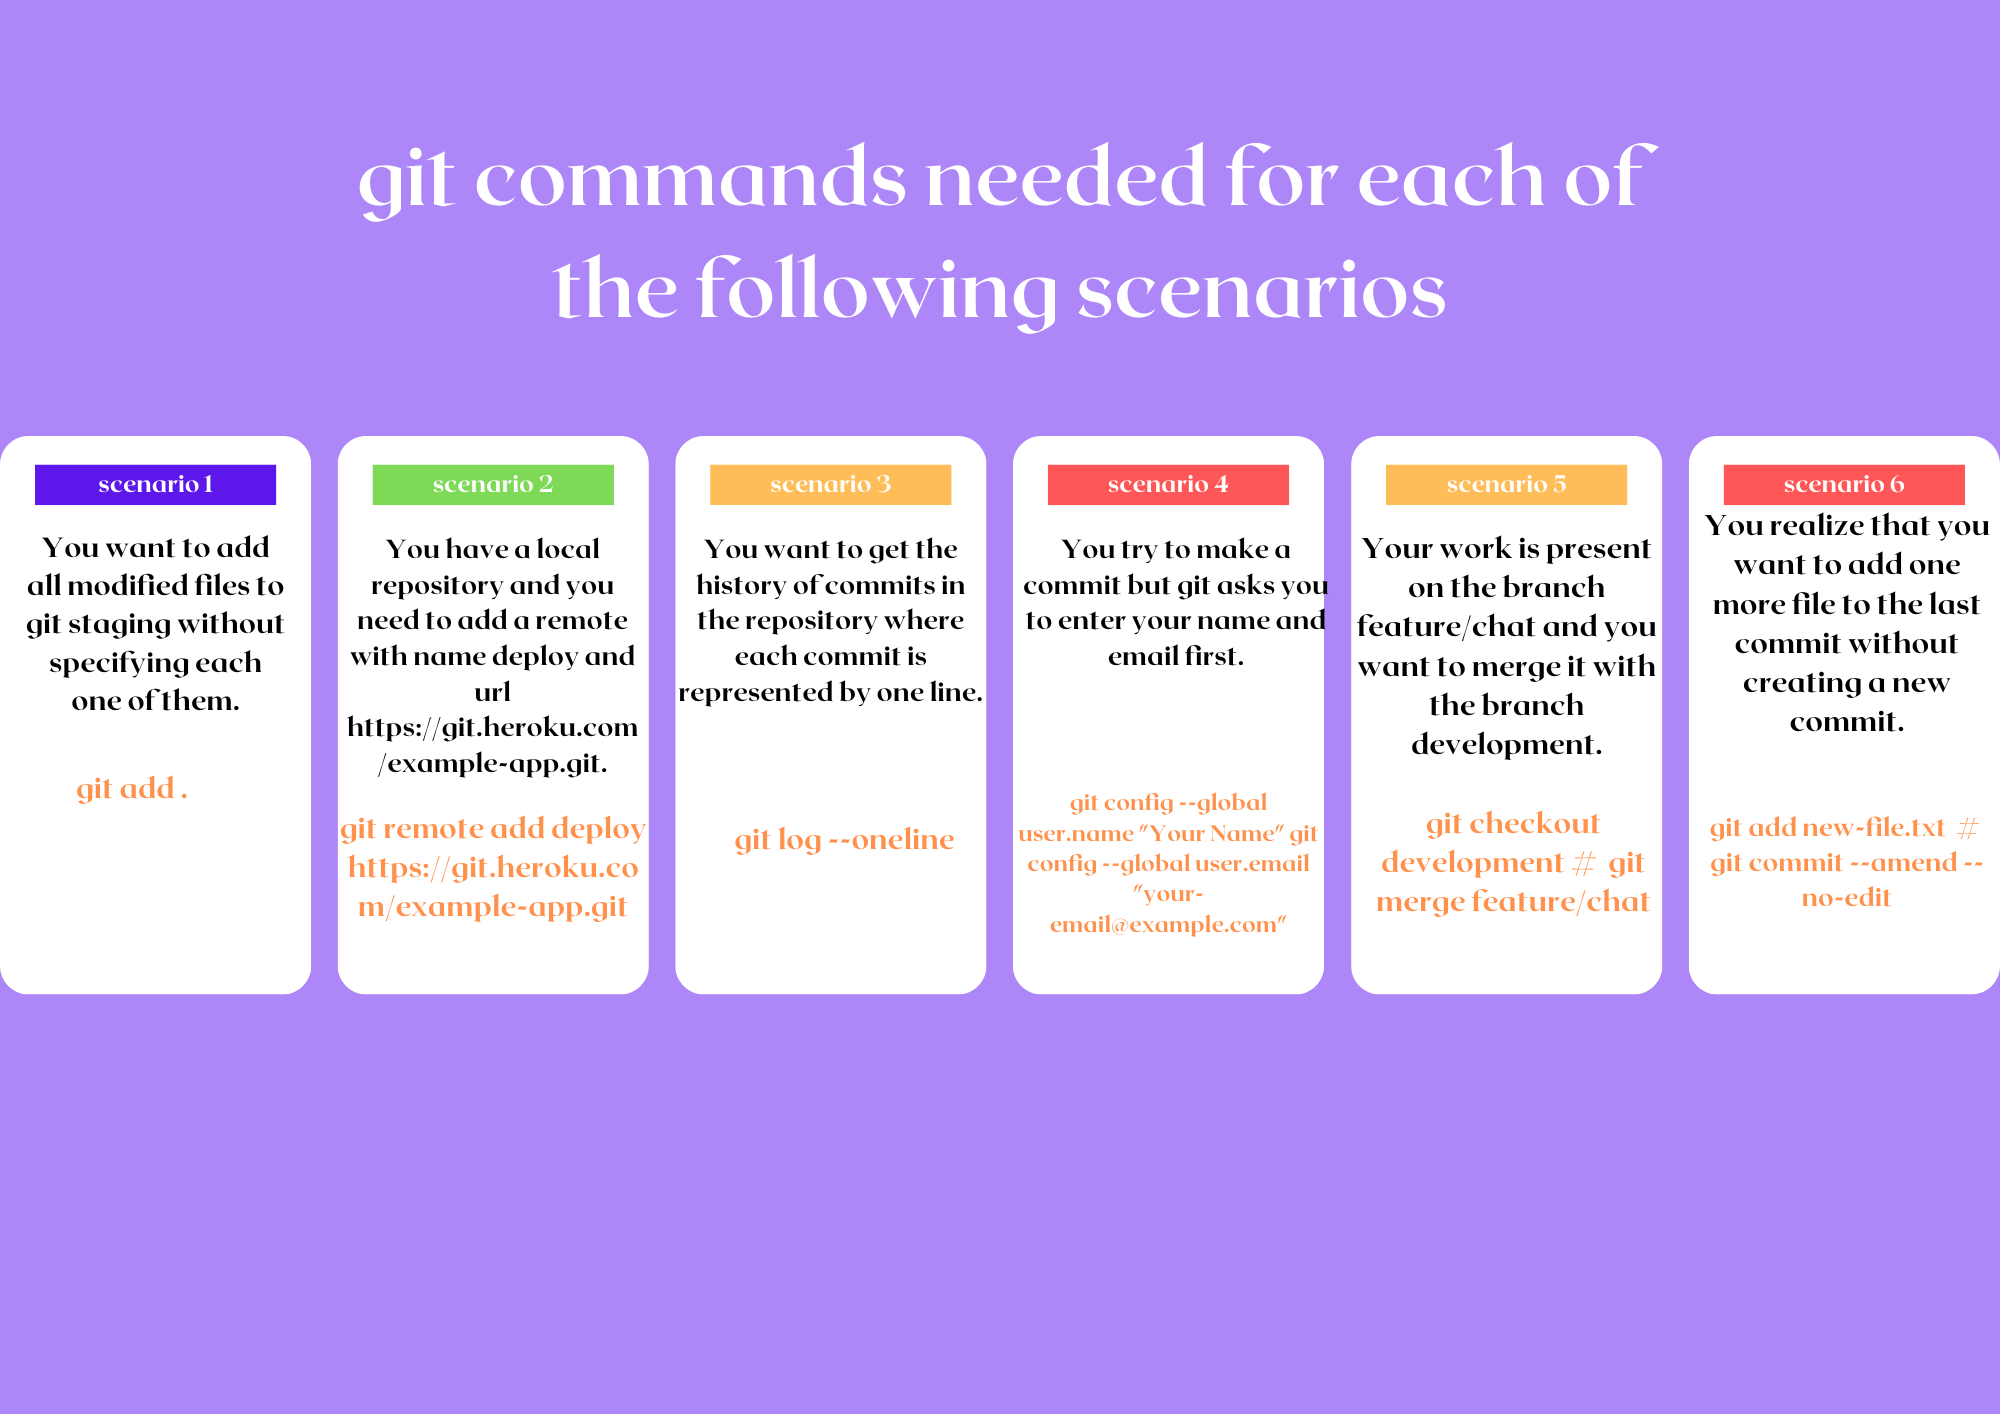 git commands needed for each of
the following scenarios
scenario 1
You want to add
all modified files to
git staging without
specifying each
one of them.
git add .
scenario 2
You have a local
repository and you
need to add a remote
with name deploy and
url
https://git.heroku.com
/example-app.git.
git remote add deploy
https://git.heroku.co
m/example-app.git
scenario 3
You want to get the
history of commits in
the repository where
each commit is
represented by one line.
git log --oneline
scenario 4
You try to make a
commit but git asks you
to enter your name and
email first.
git config --global
user.name "Your Name" git
config --global user.email
"your-
email@example.com"
scenario 5
Your work is present
on the branch
feature/chat and you
want to merge it with
the branch
development.
git checkout
development # git
merge feature/chat
scenario 6
You realize that you
want to add one
more file to the last
commit without
creating a new
commit.
git add new-file.txt #
git commit --amend --
no-edit